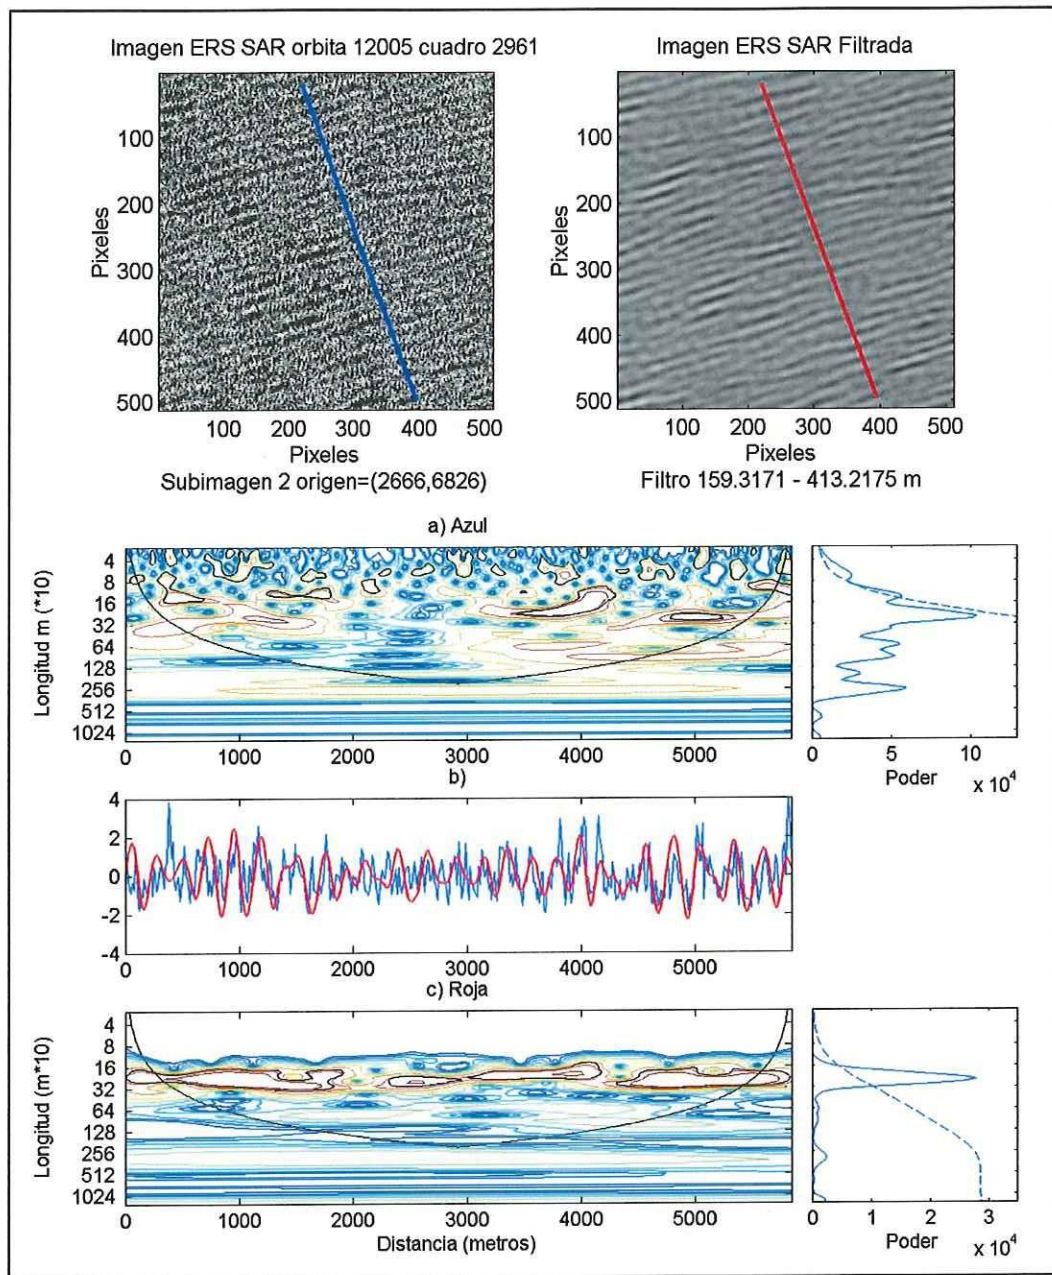 Imagen ERS SAR orbita 12005 cuadro 2961
100
200
300
400
500
Pixeles
100 200 300 400 500
Pixeles
Subimagen 2 origen=(2666,6826)
Imagen ERS SAR Filtrada
100
200
300
400
500
Pixeles
100 200 300 400 500
Pixeles
Filtro 159.3171 - 413.2175 m
a) Azul
Longitud m (*10)
4
8
16
32
64
128
256
512
1024
0 1000 2000 3000 4000 5000
0 5 10
Poder x 10^4
b)
4
2
0
-2
-4
0 1000 2000 3000 4000 5000
c) Roja
Longitud (m*10)
4
8
16
32
64
128
256
512
1024
0 1000 2000 3000 4000 5000
Distancia (metros)
0 1 2 3
Poder x 10^4